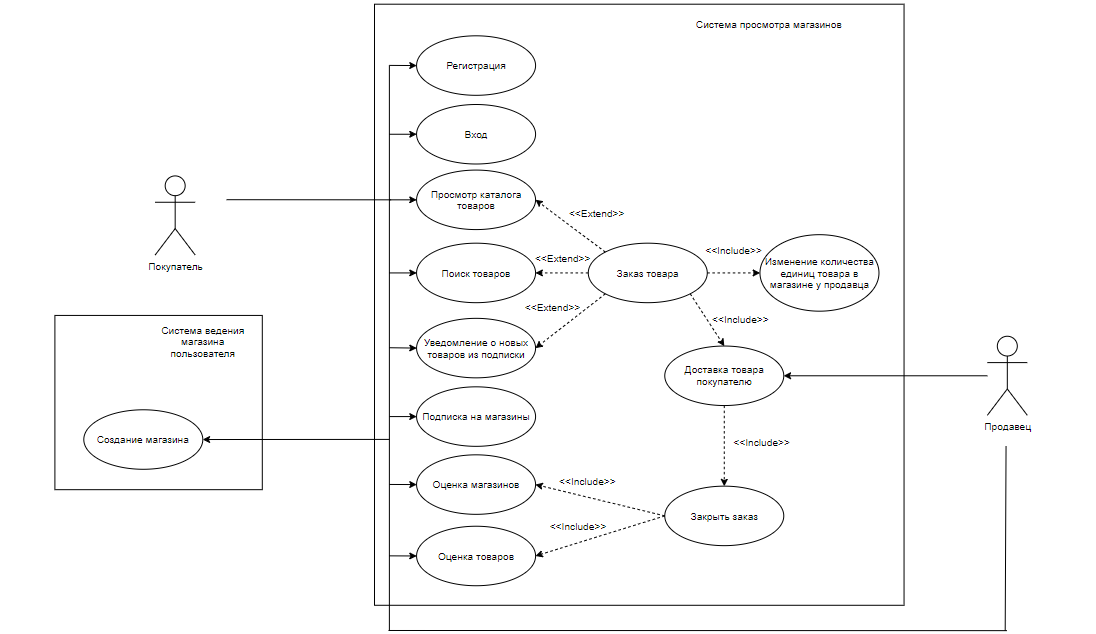 Система просмотра магазинов
Регистрация
Вход
Просмотр каталога
товаров
<<Extend>>
Покупатель
Поиск товаров
<<Extend>>
Заказ товара
<<Include>>
Изменение количества
единиц товара в
магазине у продавца
<<Extend>>
<<Include>>
Система ведения
магазина
пользователя
Уведомление о новых
товаров из подписки
Доставка товара
покупателю
Продавец
Подписка на магазины
Создание магазина
<<Include>>
Оценка магазинов
<<Include>>
Закрыть заказ
<<Include>>
Оценка товаров